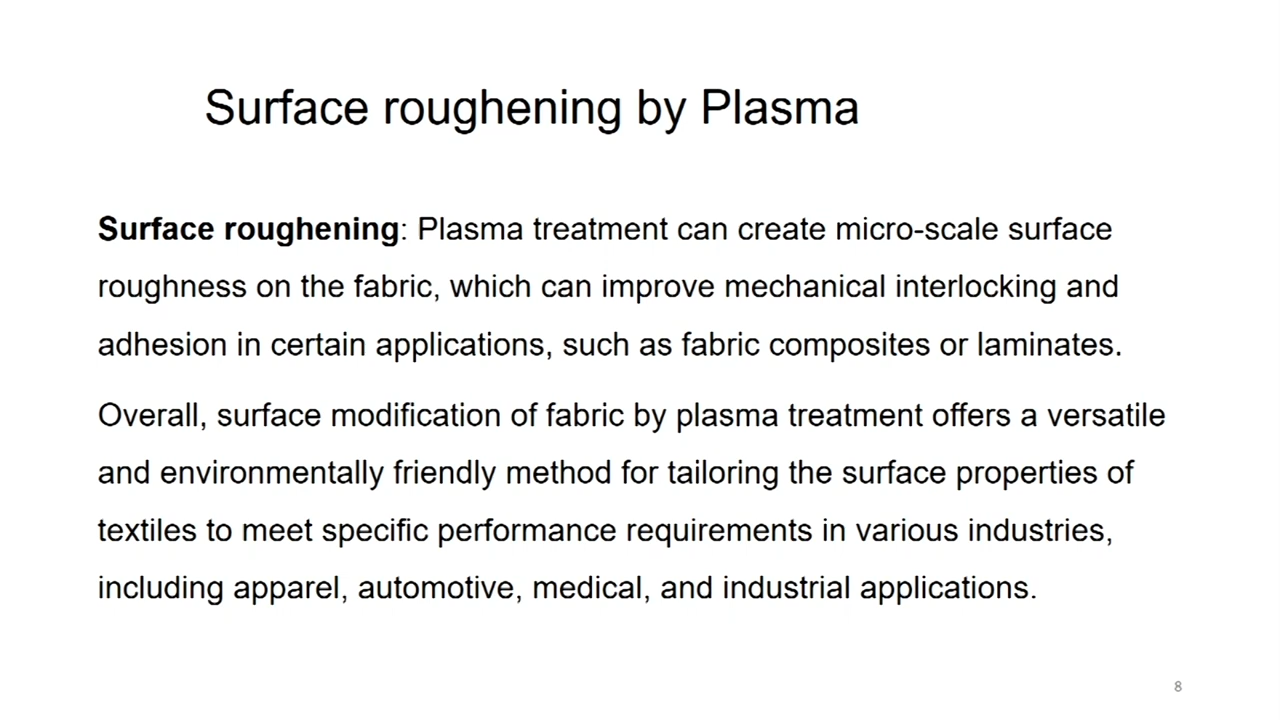 Surface roughening by Plasma
Surface roughening: Plasma treatment can create micro-scale surface
roughness on the fabric, which can improve mechanical interlocking and
adhesion in certain applications, such as fabric composites or laminates.
Overall, surface modification of fabric by plasma treatment offers a versatile
and environmentally friendly method for tailoring the surface properties of
textiles to meet specific performance requirements in various industries,
including apparel, automotive, medical, and industrial applications.
8